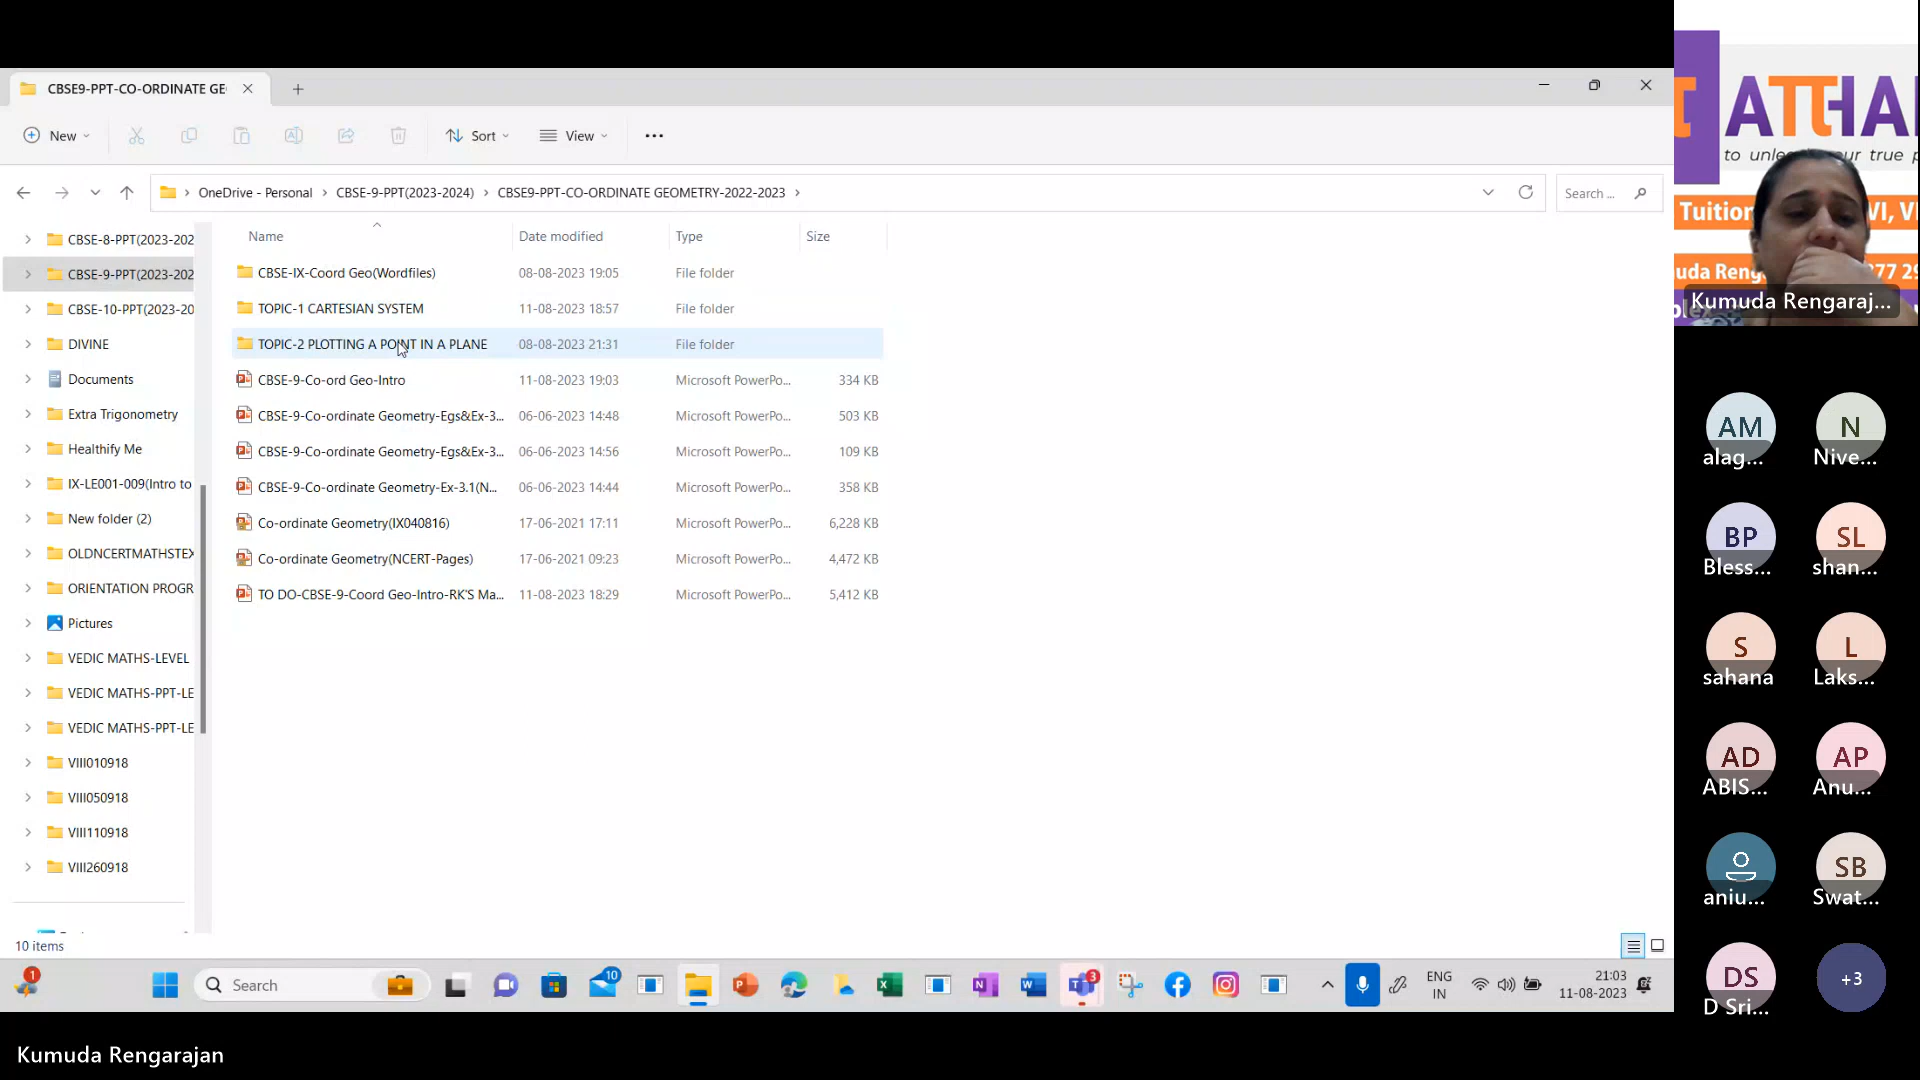 CBSE9-PPT-CO-ORDINATE GE
New
Sort
View
OneDrive - Personal
CBSE-9-PPT(2023-2024)
CBSE9-PPT-CO-ORDINATE GEOMETRY-2022-2023
Search ...
Name Date modified Type Size
CBSE-IX-Coord Geo(Wordfiles) 08-08-2023 19:05 File folder
TOPIC-1 CARTESIAN SYSTEM 11-08-2023 18:57 File folder
TOPIC-2 PLOTTING A POINT IN A PLANE 08-08-2023 21:31 File folder
CBSE-9-Co-ord Geo-Intro 11-08-2023 19:03 Microsoft PowerPo... 334 KB
CBSE-9-Co-ordinate Geometry-Egs&Ex-3... 06-06-2023 14:48 Microsoft PowerPo... 503 KB
CBSE-9-Co-ordinate Geometry-Egs&Ex-3... 06-06-2023 14:56 Microsoft PowerPo... 109 KB
CBSE-9-Co-ordinate Geometry-Ex-3.1(N... 06-06-2023 14:44 Microsoft PowerPo... 358 KB
Co-ordinate Geometry(IX040816) 17-06-2021 17:11 Microsoft PowerPo... 6,228 KB
Co-ordinate Geometry(NCERT-Pages) 17-06-2021 09:23 Microsoft PowerPo... 4,472 KB
TO DO-CBSE-9-Coord Geo-Intro-RK'S Ma... 11-08-2023 18:29 Microsoft PowerPo... 5,412 KB
CBSE-8-PPT(2023-202
CBSE-9-PPT(2023-202
CBSE-10-PPT(2023-20
DIVINE
Documents
Extra Trigonometry
Healthify Me
IX-LE001-009(Intro to
New folder (2)
OLDNCERTMATHSTEX
ORIENTATION PROGR
Pictures
VEDIC MATHS-LEVEL
VEDIC MATHS-PPT-LE
VEDIC MATHS-PPT-LE
VIII010918
VIII050918
VIII110918
VIII260918
10 items
1
Search
10
3
ENG
IN
21:03
11-08-2023
Kumuda Rengarajan
to unle
ur true p
Tuition
VI, VI
uda Reng
77 29
Kumuda Rengaraj...
AM
alag...
N
Nive...
BP
Bless...
SL
shan...
S
sahana
L
Laks...
AD
ABIS...
AP
Anu...
aniu...
SB
Swat...
DS
D Sri...
+3